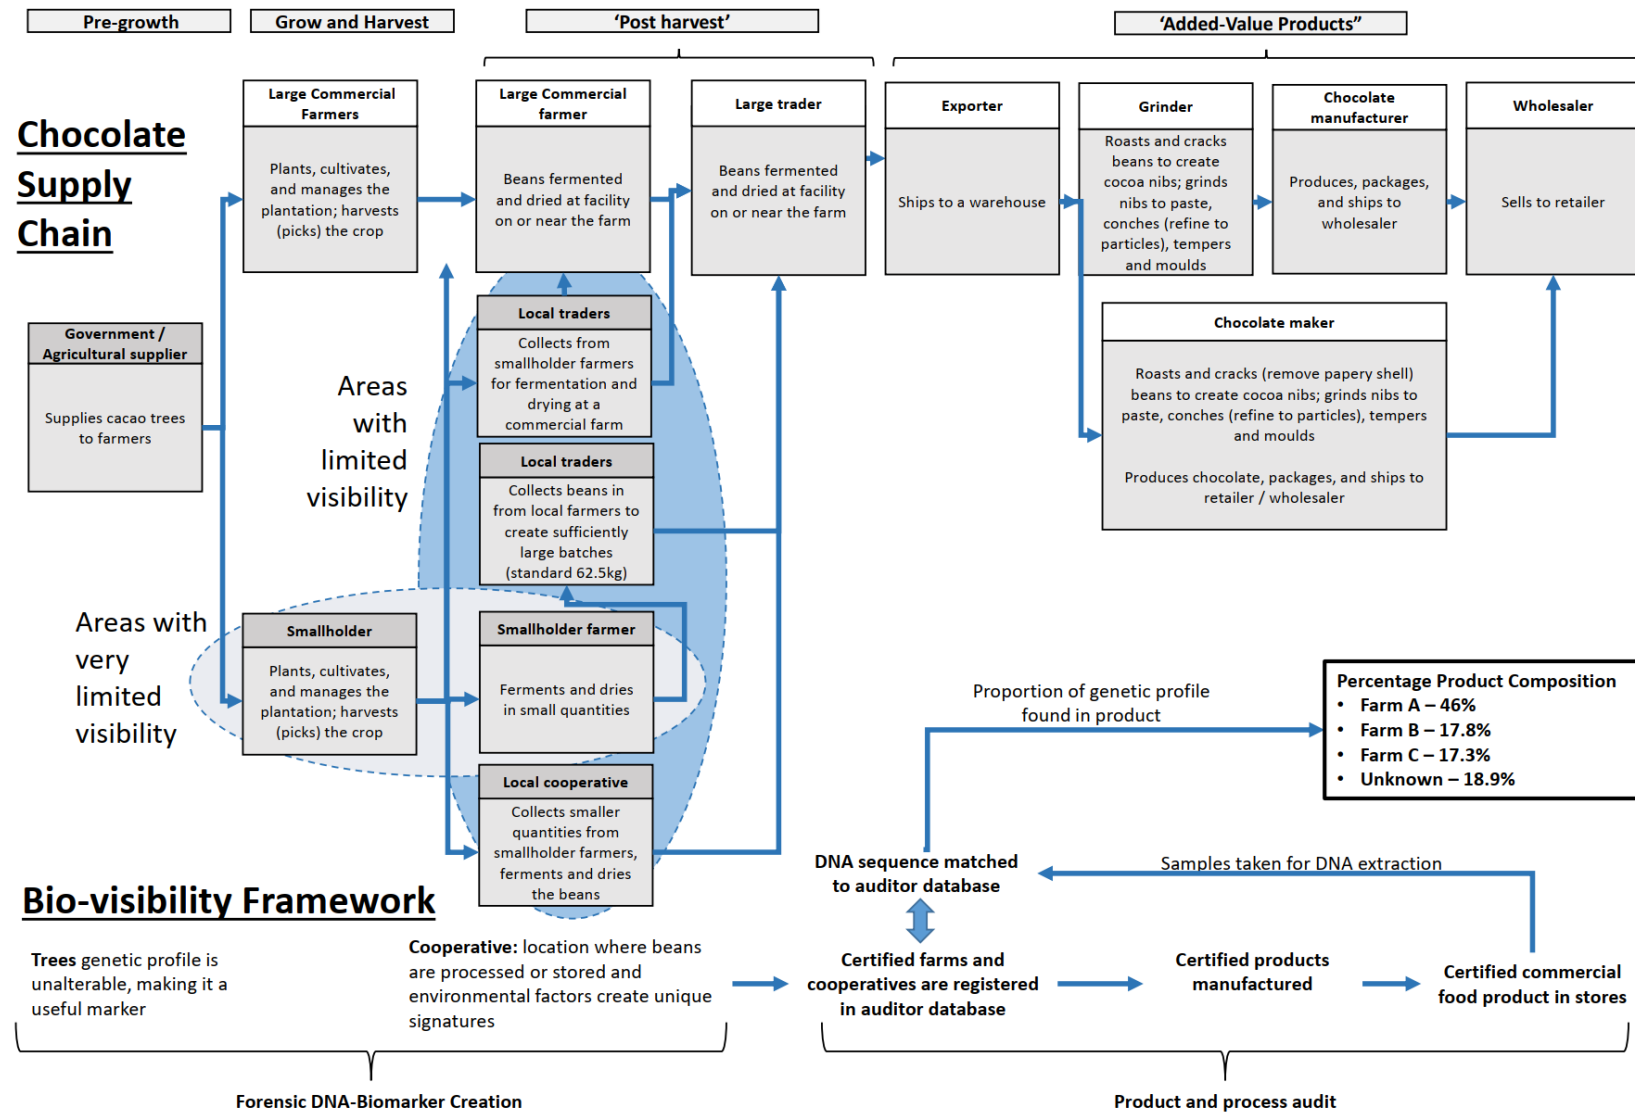 Pre-growth
Grow and Harvest
‘Post harvest’
‘Added-Value Products”
Chocolate
Supply
Chain
Large Commercial
Farmers
Plants, cultivates,
and manages the
plantation; harvests
(picks) the crop
Large Commercial
farmer
Beans fermented
and dried at facility
on or near the farm
Large trader
Beans fermented
and dried at facility
on or near the farm
Exporter
Ships to a warehouse
Grinder
Roasts and cracks
beans to create
cocoa nibs; grinds
nibs to paste,
conches (refine to
particles), tempers
and moulds
Chocolate
manufacturer
Produces, packages,
and ships to
wholesaler
Wholesaler
Sells to retailer
Government /
Agricultural supplier
Supplies cacao trees
to farmers
Areas
with
limited
visibility
Local traders
Collects from
smallholder farmers
for fermentation and
drying at a
commercial farm
Local traders
Collects beans in
from local farmers to
create sufficiently
large batches
(standard 62.5kg)
Chocolate maker
Roasts and cracks (remove papery shell)
beans to create cocoa nibs; grinds nibs to
paste, conches (refine to particles), tempers
and moulds
Produces chocolate, packages, and ships to
retailer / wholesaler
Areas with
very
limited
visibility
Smallholder
Plants, cultivates,
and manages the
plantation; harvests
(picks) the crop
Smallholder farmer
Ferments and dries
in small quantities
Local cooperative
Collects smaller
quantities from
smallholder farmers,
ferments and dries
the beans
Proportion of genetic profile
found in product
Percentage Product Composition
• Farm A – 46%
• Farm B – 17.8%
• Farm C – 17.3%
• Unknown – 18.9%
Bio-visibility Framework
Trees genetic profile is
unalterable, making it a
useful marker
Cooperative: location where beans
are processed or stored and
environmental factors create unique
signatures
DNA sequence matched
to auditor database
Samples taken for DNA extraction
Certified farms and
cooperatives are registered
in auditor database
Certified products
manufactured
Certified commercial
food product in stores
Forensic DNA-Biomarker Creation
Product and process audit